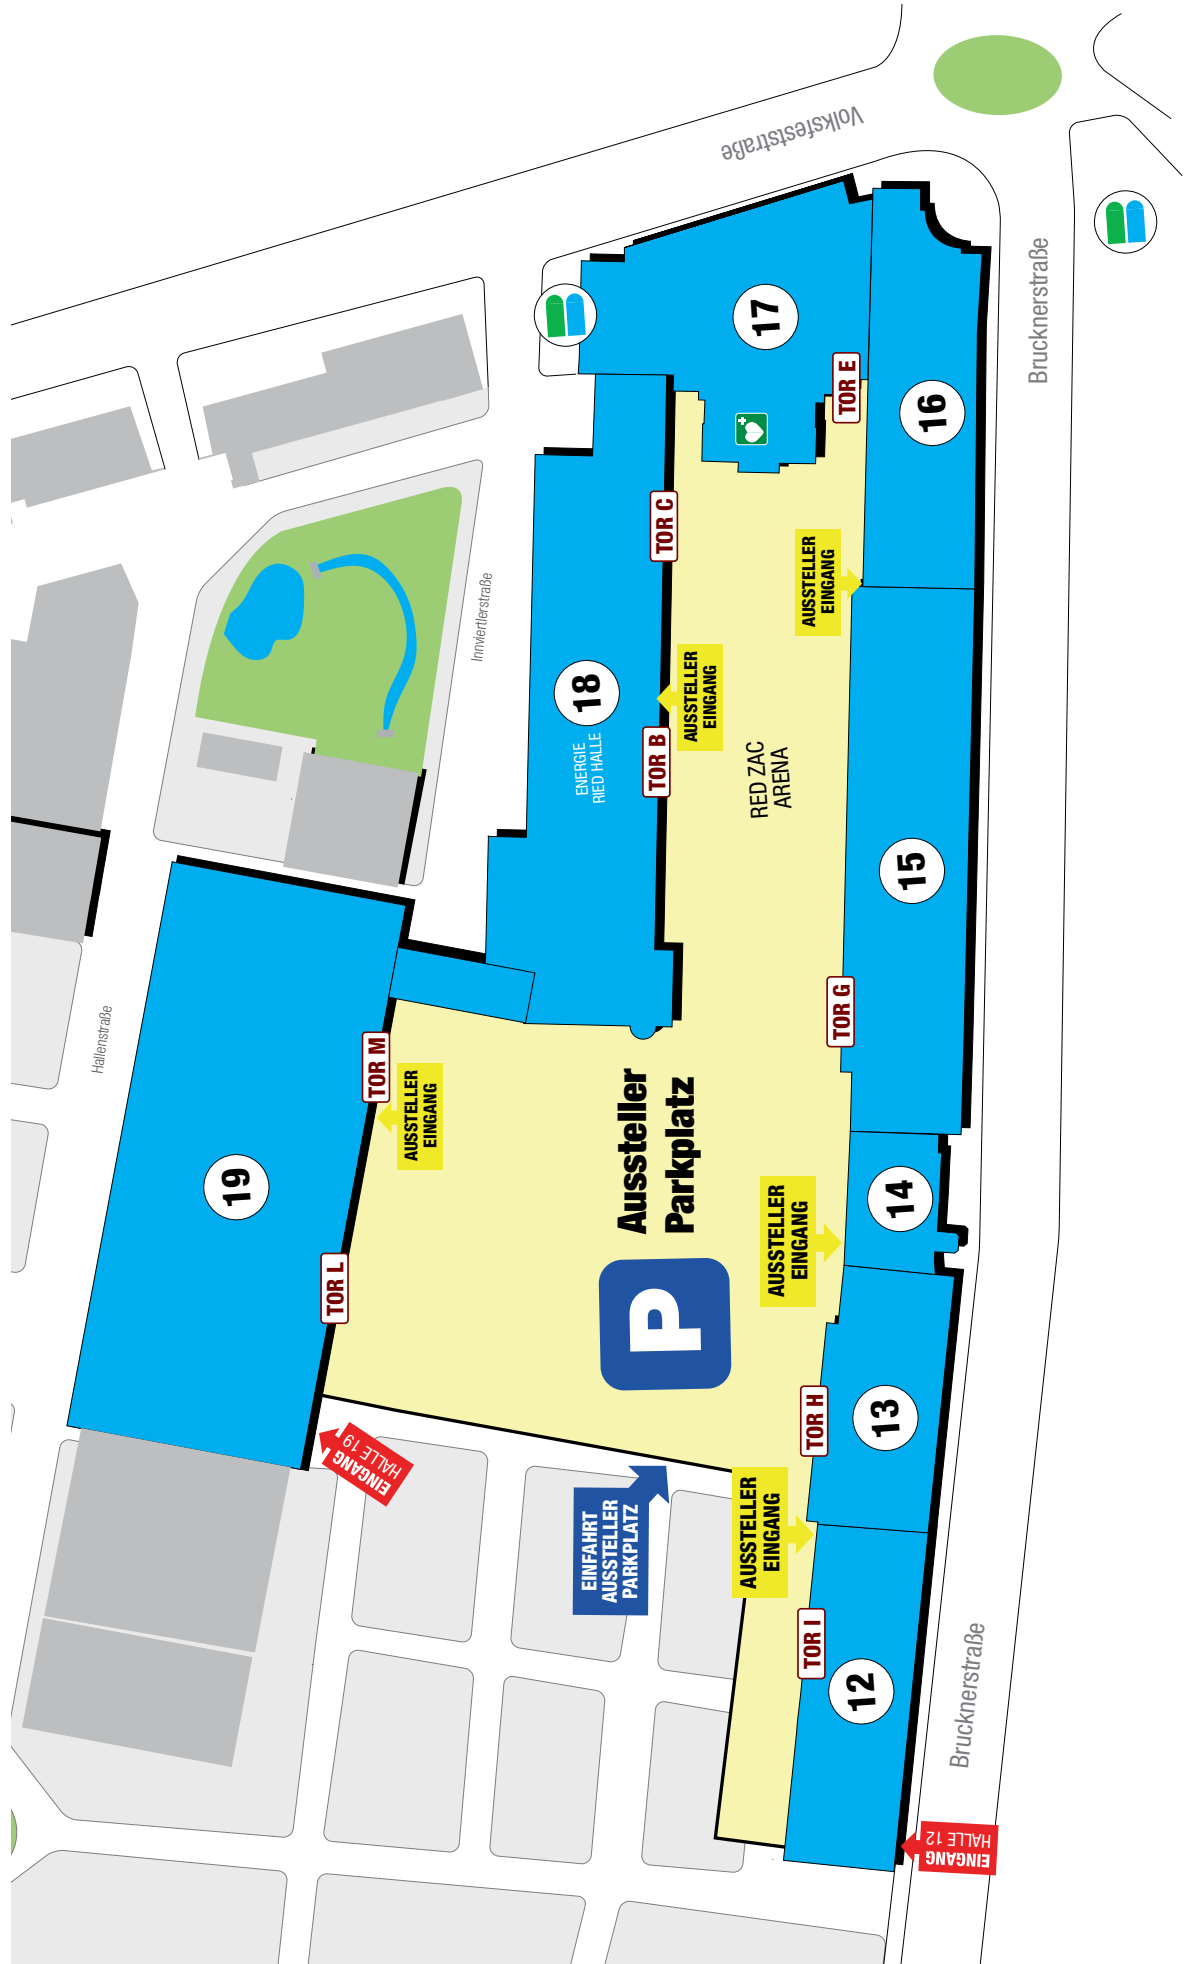 Volksfeststraße
Brucknerstraße
17
16
TOR E
TOR C
AUSSTELLER
EINGANG
Innviertlerstraße
18
ENERGIE
RIED HALLE
AUSSTELLER
EINGANG
TOR B
RED ZAC
ARENA
15
TOR G
Hallenstraße
TOR M
AUSSTELLER
EINGANG
19
Aussteller
Parkplatz
P
14
AUSSTELLER
EINGANG
TOR L
13
TOR H
EINGANG
HALLE 19
EINFAHRT
AUSSTELLER
PARKPLATZ
AUSSTELLER
EINGANG
TOR I
12
Brucknerstraße
EINGANG
HALLE 12